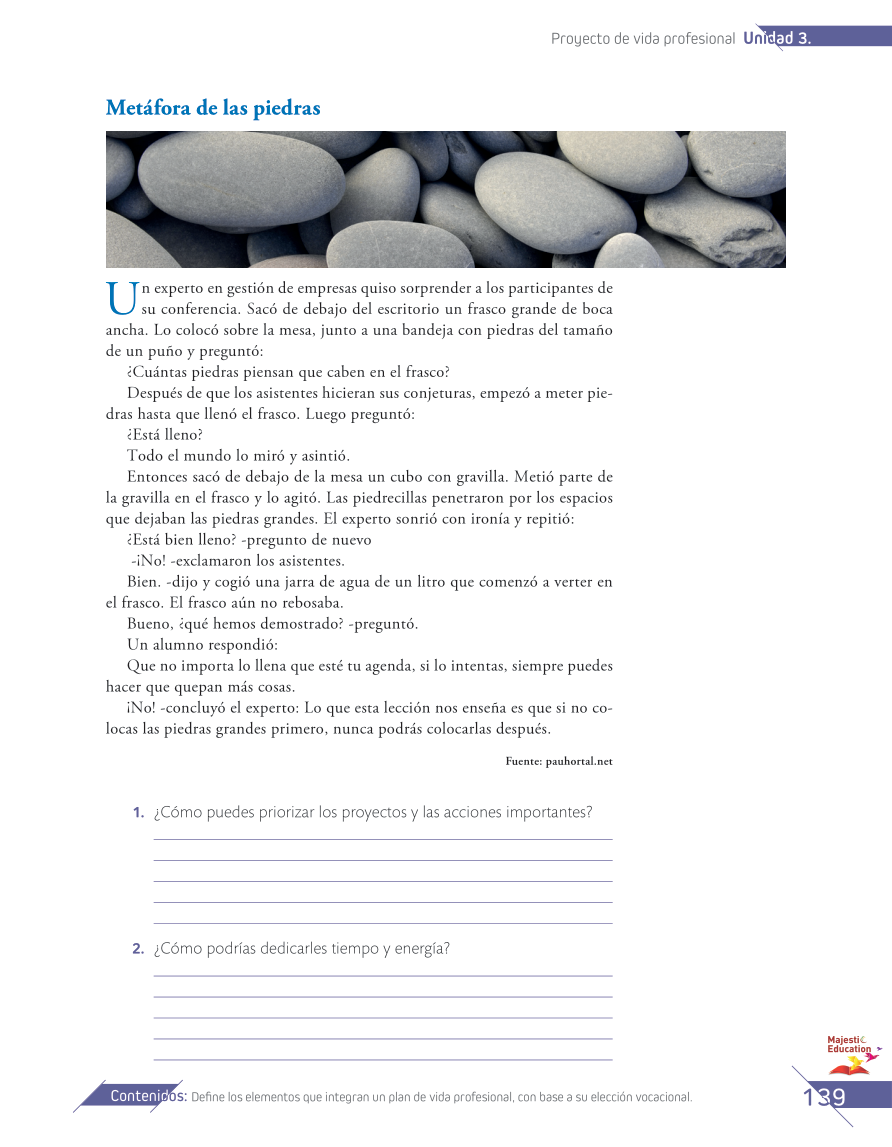 Proyecto de vida profesional Unidad 3.
Metáfora de las piedras
Un experto en gestión de empresas quiso sorprender a los participantes de
su conferencia. Sacó de debajo del escritorio un frasco grande de boca
ancha. Lo colocó sobre la mesa, junto a una bandeja con piedras del tamaño
de un puño y preguntó:
¿Cuántas piedras piensan que caben en el frasco?
Después de que los asistentes hicieran sus conjeturas, empezó a meter pie-
dras hasta que llenó el frasco. Luego preguntó:
¿Está lleno?
Todo el mundo lo miró y asintió.
Entonces sacó de debajo de la mesa un cubo con gravilla. Metió parte de
la gravilla en el frasco y lo agitó. Las piedrecillas penetraron por los espacios
que dejaban las piedras grandes. El experto sonrió con ironía y repitió:
¿Está bien lleno? -pregunto de nuevo
-¡No! -exclamaron los asistentes.
Bien. -dijo y cogió una jarra de agua de un litro que comenzó a verter en
el frasco. El frasco aún no rebosaba.
Bueno, ¿qué hemos demostrado? -preguntó.
Un alumno respondió:
Que no importa lo llena que esté tu agenda, si lo intentas, siempre puedes
hacer que quepan más cosas.
¡No! -concluyó el experto: Lo que esta lección nos enseña es que si no co-
locas las piedras grandes primero, nunca podrás colocarlas después.
Fuente: pauhortal.net
1. ¿Cómo puedes priorizar los proyectos y las acciones importantes?
2. ¿Cómo podrías dedicarles tiempo y energía?
Majestic
Education
Contenidos: Define los elementos que integran un plan de vida profesional, con base a su elección vocacional.
139